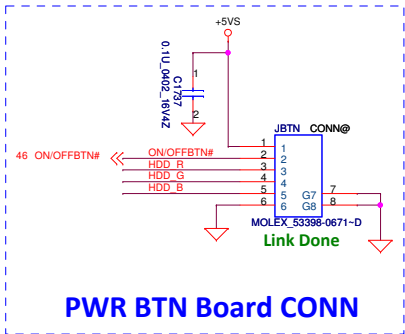 +5VS
0.1U_0402_16V4Z
C1737
1
2
JBTN CONN@
46 ON/OFFBTN#
ON/OFFBTN#
HDD_R
HDD_G
HDD_B
1 1
2 2
3 3
4 4
5 5 G7 7
6 6 G8 8
MOLEX_53398-0671~D
Link Done
PWR BTN Board CONN